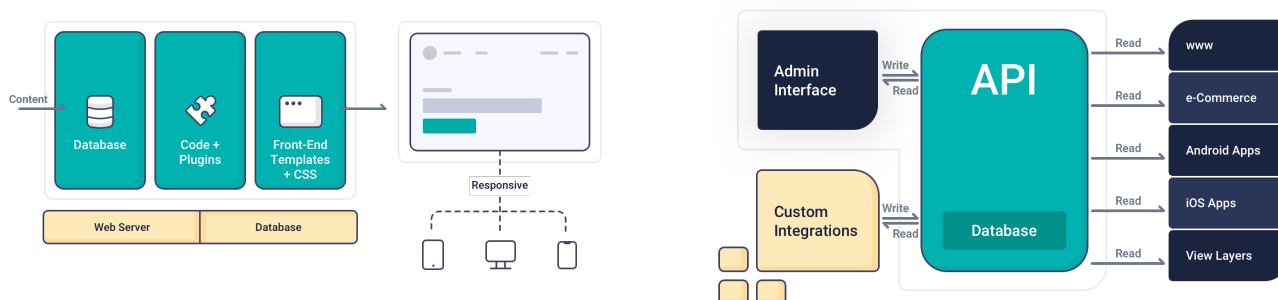 Content
Database
Code +
Plugins
Front-End
Templates
+ CSS
Web Server
Database
Responsive
Admin
Interface
Write
Read
Custom
Integrations
Write
Read
API
Database
Read
www
Read
e-Commerce
Read
Android Apps
Read
iOS Apps
Read
View Layers